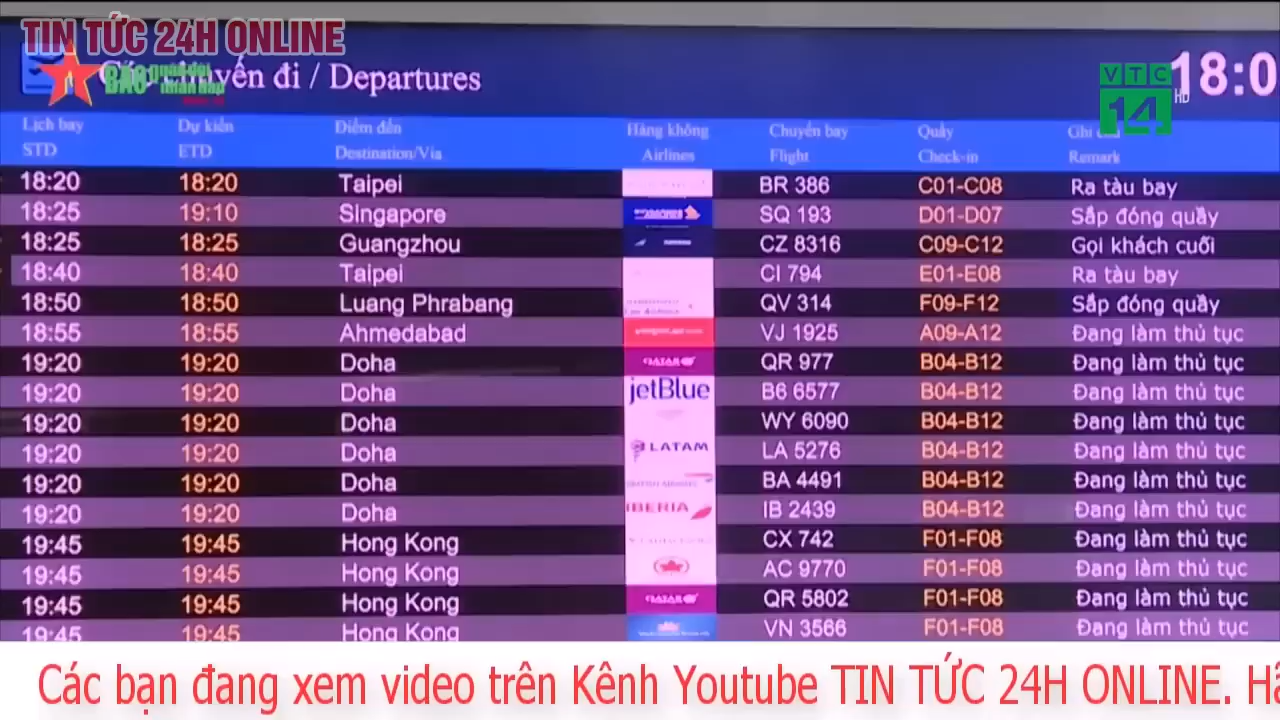 TIN TỨC 24H ONLINE
chuyến đi / Departures
18:0
BÁO quân đội nhân dân
VTC 14 HD
Lịch bay Dự kiến Điểm đến Hãng không Chuyến bay Quầy Ghi
STD ETD Destination/Via Airlines Flight Check-in Remark
18:20 18:20 Taipei BR 386 C01-C08 Ra tàu bay
18:25 19:10 Singapore SQ 193 D01-D07 Sắp đóng quầy
18:25 18:25 Guangzhou CZ 8316 C09-C12 Gọi khách cuối
18:40 18:40 Taipei CI 794 E01-E08 Ra tàu bay
18:50 18:50 Luang Phrabang QV 314 F09-F12 Sắp đóng quầy
18:55 18:55 Ahmedabad VJ 1925 A09-A12 Đang làm thủ tục
19:20 19:20 Doha QATAR QR 977 B04-B12 Đang làm thủ tục
19:20 19:20 Doha jetBlue B6 6577 B04-B12 Đang làm thủ tục
19:20 19:20 Doha WY 6090 B04-B12 Đang làm thủ tục
19:20 19:20 Doha LATAM LA 5276 B04-B12 Đang làm thủ tục
19:20 19:20 Doha BA 4491 B04-B12 Đang làm thủ tục
19:20 19:20 Doha IBERIA IB 2439 B04-B12 Đang làm thủ tục
19:45 19:45 Hong Kong CX 742 F01-F08 Đang làm thủ tục
19:45 19:45 Hong Kong AC 9770 F01-F08 Đang làm thủ tục
19:45 19:45 Hong Kong QATAR QR 5802 F01-F08 Đang làm thủ tục
19:45 19:45 Hong Kong VN 3566 F01-F08 Đang làm thủ tục
Các bạn đang xem video trên Kênh Youtube TIN TỨC 24H ONLINE. Hã